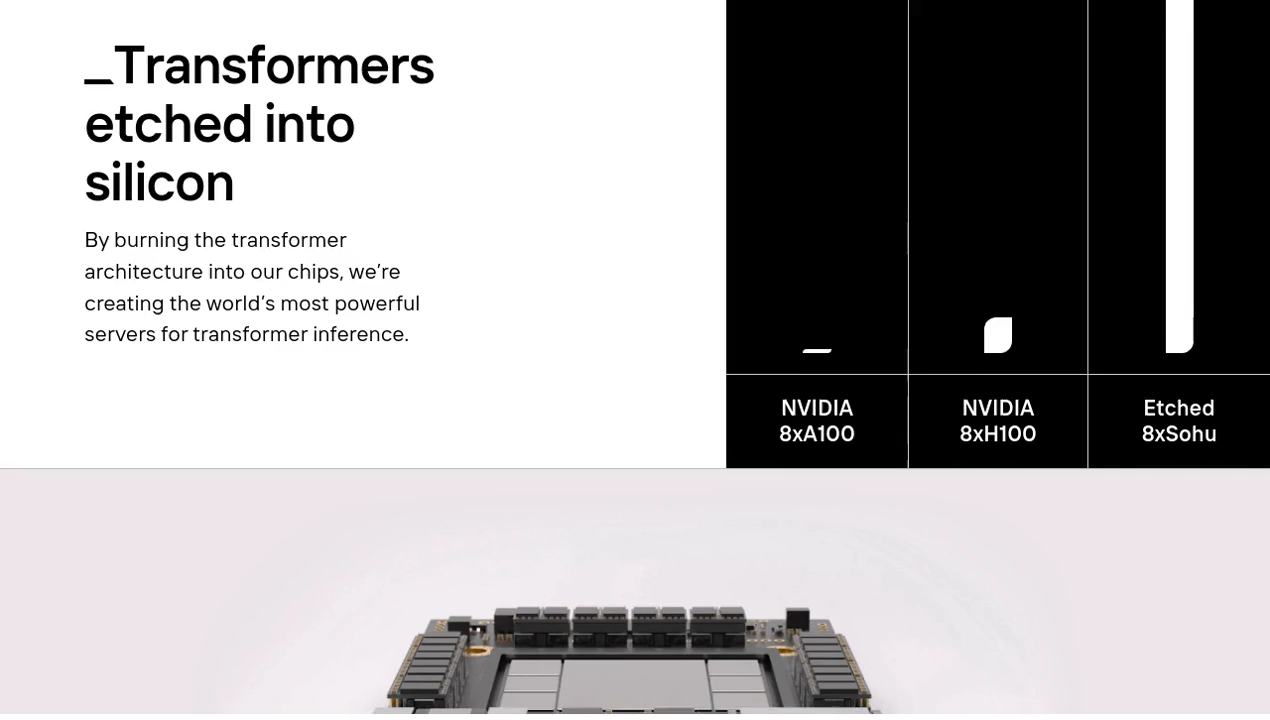 _Transformers
etched into
silicon
By burning the transformer
architecture into our chips, we’re
creating the world’s most powerful
servers for transformer inference.
NVIDIA
8xA100
NVIDIA
8xH100
Etched
8xSohu